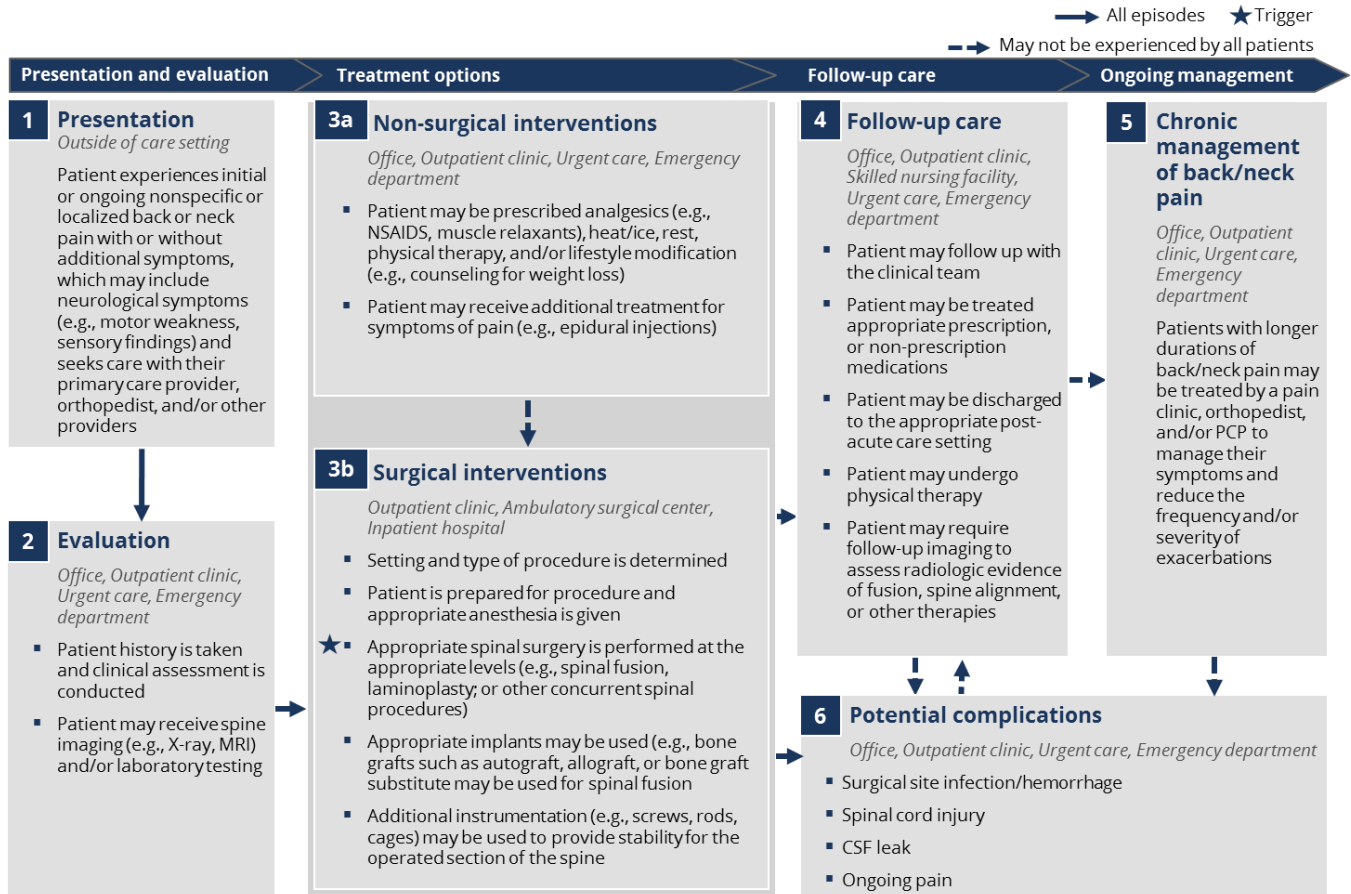 All episodes
Trigger
May not be experienced by all patients
Presentation and evaluation
Treatment options
Follow-up care
Ongoing management
1
Presentation
Outside of care setting
Patient experiences initial
or ongoing nonspecific or
localized back or neck
pain with or without
additional symptoms,
which may include
neurological symptoms
(e.g., motor weakness,
sensory findings) and
seeks care with their
primary care provider,
orthopedist, and/or other
providers
2
Evaluation
Office, Outpatient clinic,
Urgent care, Emergency
department
▪ Patient history is taken
and clinical assessment is
conducted
▪ Patient may receive spine
imaging (e.g., X-ray, MRI)
and/or laboratory testing
3a
Non-surgical interventions
Office, Outpatient clinic, Urgent care, Emergency
department
▪ Patient may be prescribed analgesics (e.g.,
NSAIDS, muscle relaxants), heat/ice, rest,
physical therapy, and/or lifestyle modification
(e.g., counseling for weight loss)
▪ Patient may receive additional treatment for
symptoms of pain (e.g., epidural injections)
3b
Surgical interventions
Outpatient clinic, Ambulatory surgical center,
Inpatient hospital
▪ Setting and type of procedure is determined
▪ Patient is prepared for procedure and
appropriate anesthesia is given
▪ Appropriate spinal surgery is performed at the
appropriate levels (e.g., spinal fusion,
laminoplasty; or other concurrent spinal
procedures)
▪ Appropriate implants may be used (e.g., bone
grafts such as autograft, allograft, or bone graft
substitute may be used for spinal fusion
▪ Additional instrumentation (e.g., screws, rods,
cages) may be used to provide stability for the
operated section of the spine
4
Follow-up care
Office, Outpatient clinic,
Skilled nursing facility,
Urgent care, Emergency
department
▪ Patient may follow up with
the clinical team
▪ Patient may be treated
appropriate prescription,
or non-prescription
medications
▪ Patient may be discharged
to the appropriate post-
acute care setting
▪ Patient may undergo
physical therapy
▪ Patient may require
follow-up imaging to
assess radiologic evidence
of fusion, spine alignment,
or other therapies
5
Chronic
management
of back/neck
pain
Office, Outpatient
clinic, Urgent care,
Emergency
department
Patients with longer
durations of
back/neck pain may
be treated by a pain
clinic, orthopedist,
and/or PCP to
manage their
symptoms and
reduce the
frequency and/or
severity of
exacerbations
6
Potential complications
Office, Outpatient clinic, Urgent care, Emergency department
▪ Surgical site infection/hemorrhage
▪ Spinal cord injury
▪ CSF leak
▪ Ongoing pain